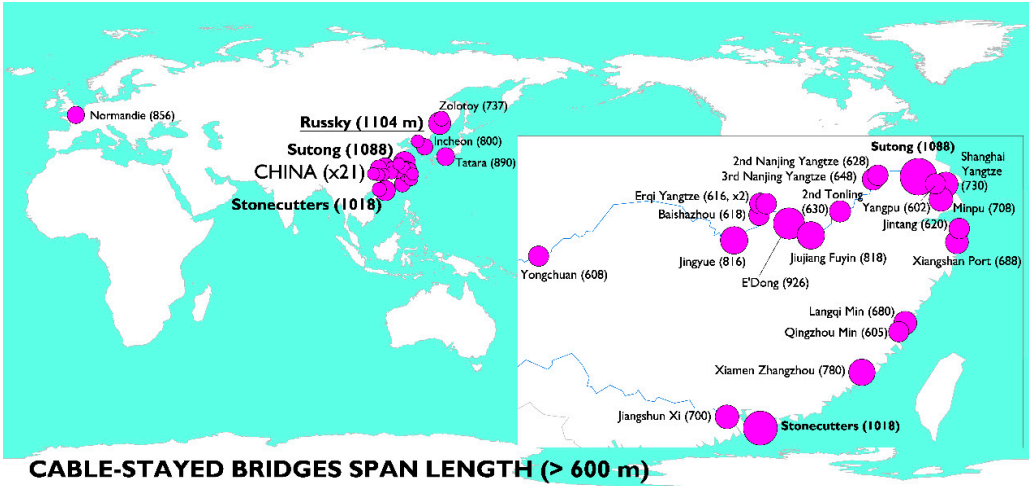 Normandie (856)
Zolotoy (737)
Russky (1104 m)
Incheon (800)
Sutong (1088)
Tatara (890)
CHINA (x21)
Stonecutters (1018)
Sutong (1088)
2nd Nanjing Yangtze (628)
3rd Nanjing Yangtze (648)
Shanghai
Yangtze
(730)
Erqi Yangtze (616, x2)
Baishazhou (618)
2nd Tonling
(630)
Yangpu (602)
Minpu (708)
Jintang (620)
Jingyue (816)
Jiujiang Fuyin (818)
Xiangshan Port (688)
Yongchuan (608)
E'Dong (926)
Langqi Min (680)
Qingzhou Min (605)
Xiamen Zhangzhou (780)
Jiangshun Xi (700)
Stonecutters (1018)
CABLE-STAYED BRIDGES SPAN LENGTH (> 600 m)